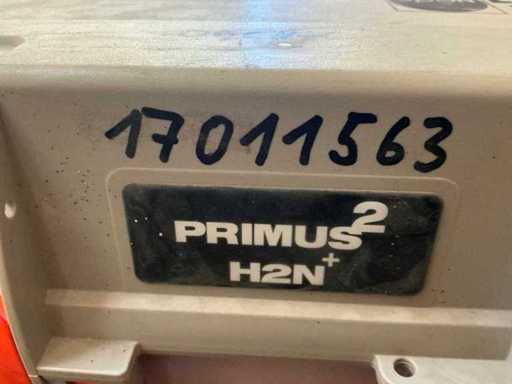 17011563
PRIMUS²
H2N⁺